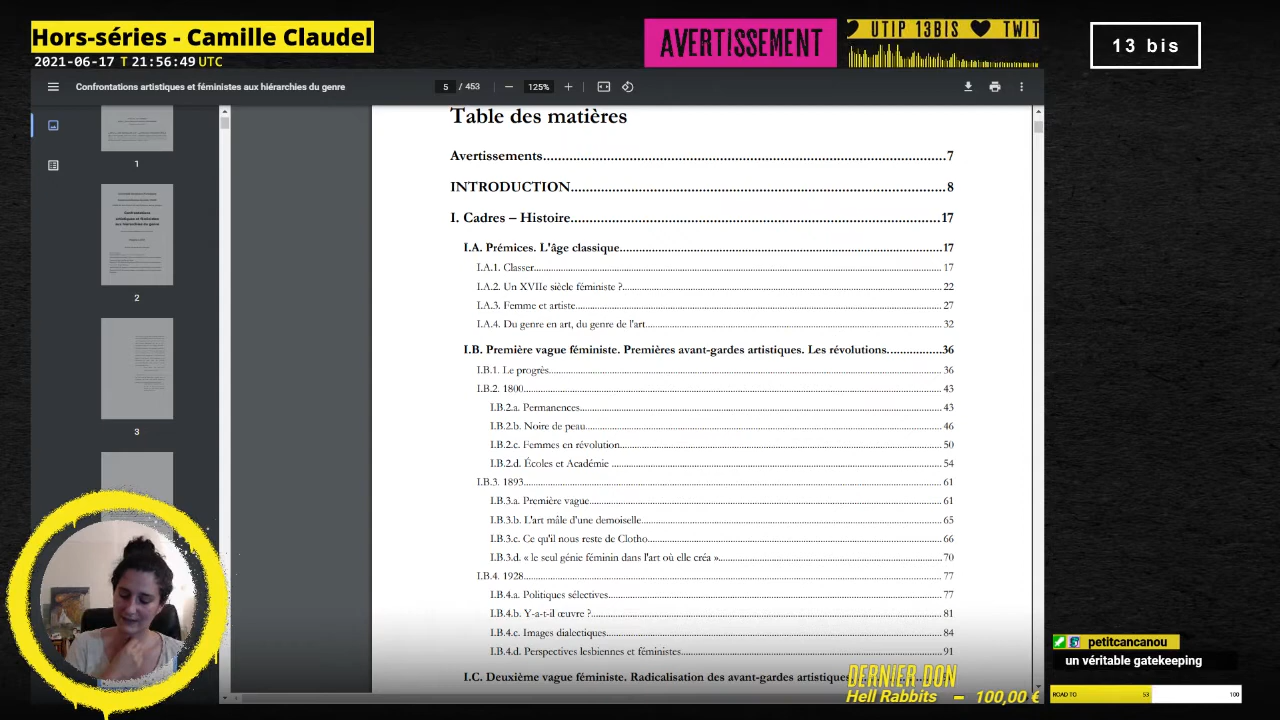 Hors-séries - Camille Claudel
2021-06-17 T 21:56:49 UTC
AVERTISSEMENT
UTIP 13BIS TWIT
13 bis
Confrontations artistiques et féministes aux hiérarchies du genre
5 / 453
125%
1
2
3
Table des matières
Avertissements 7
INTRODUCTION 8
I. Cadres – Histoire 17
I.A. Prémices. L'âge classique 17
I.A.1. Classer 17
I.A.2. Un XVIIe siècle féministe ? 22
I.A.3. Femme et artiste 27
I.A.4. Du genre en art, du genre de l'art 32
I.B. Première vague féministe. Premières avant-gardes artistiques. Les révolutions. 36
I.B.1. Le progrès 36
I.B.2. 1800 43
I.B.2.a. Permanences 43
I.B.2.b. Noire de peau 46
I.B.2.c. Femmes en révolution 50
I.B.2.d. Écoles et Académie 54
I.B.3. 1893 61
I.B.3.a. Première vague 61
I.B.3.b. L'art mâle d'une demoiselle 65
I.B.3.c. Ce qu'il nous reste de Clotho 66
I.B.3.d. « le seul génie féminin dans l'art où elle créa » 70
I.B.4. 1928 77
I.B.4.a. Politiques sélectives 77
I.B.4.b. Y-a-t-il œuvre ? 81
I.B.4.c. Images dialectiques 84
I.B.4.d. Perspectives lesbiennes et féministes 91
I.C. Deuxième vague féministe. Radicalisation des avant-gardes artistiques
DERNIER DON
Hell Rabbits – 100,00 €
petitcancanou
un véritable gatekeeping
ROAD TO 53 100